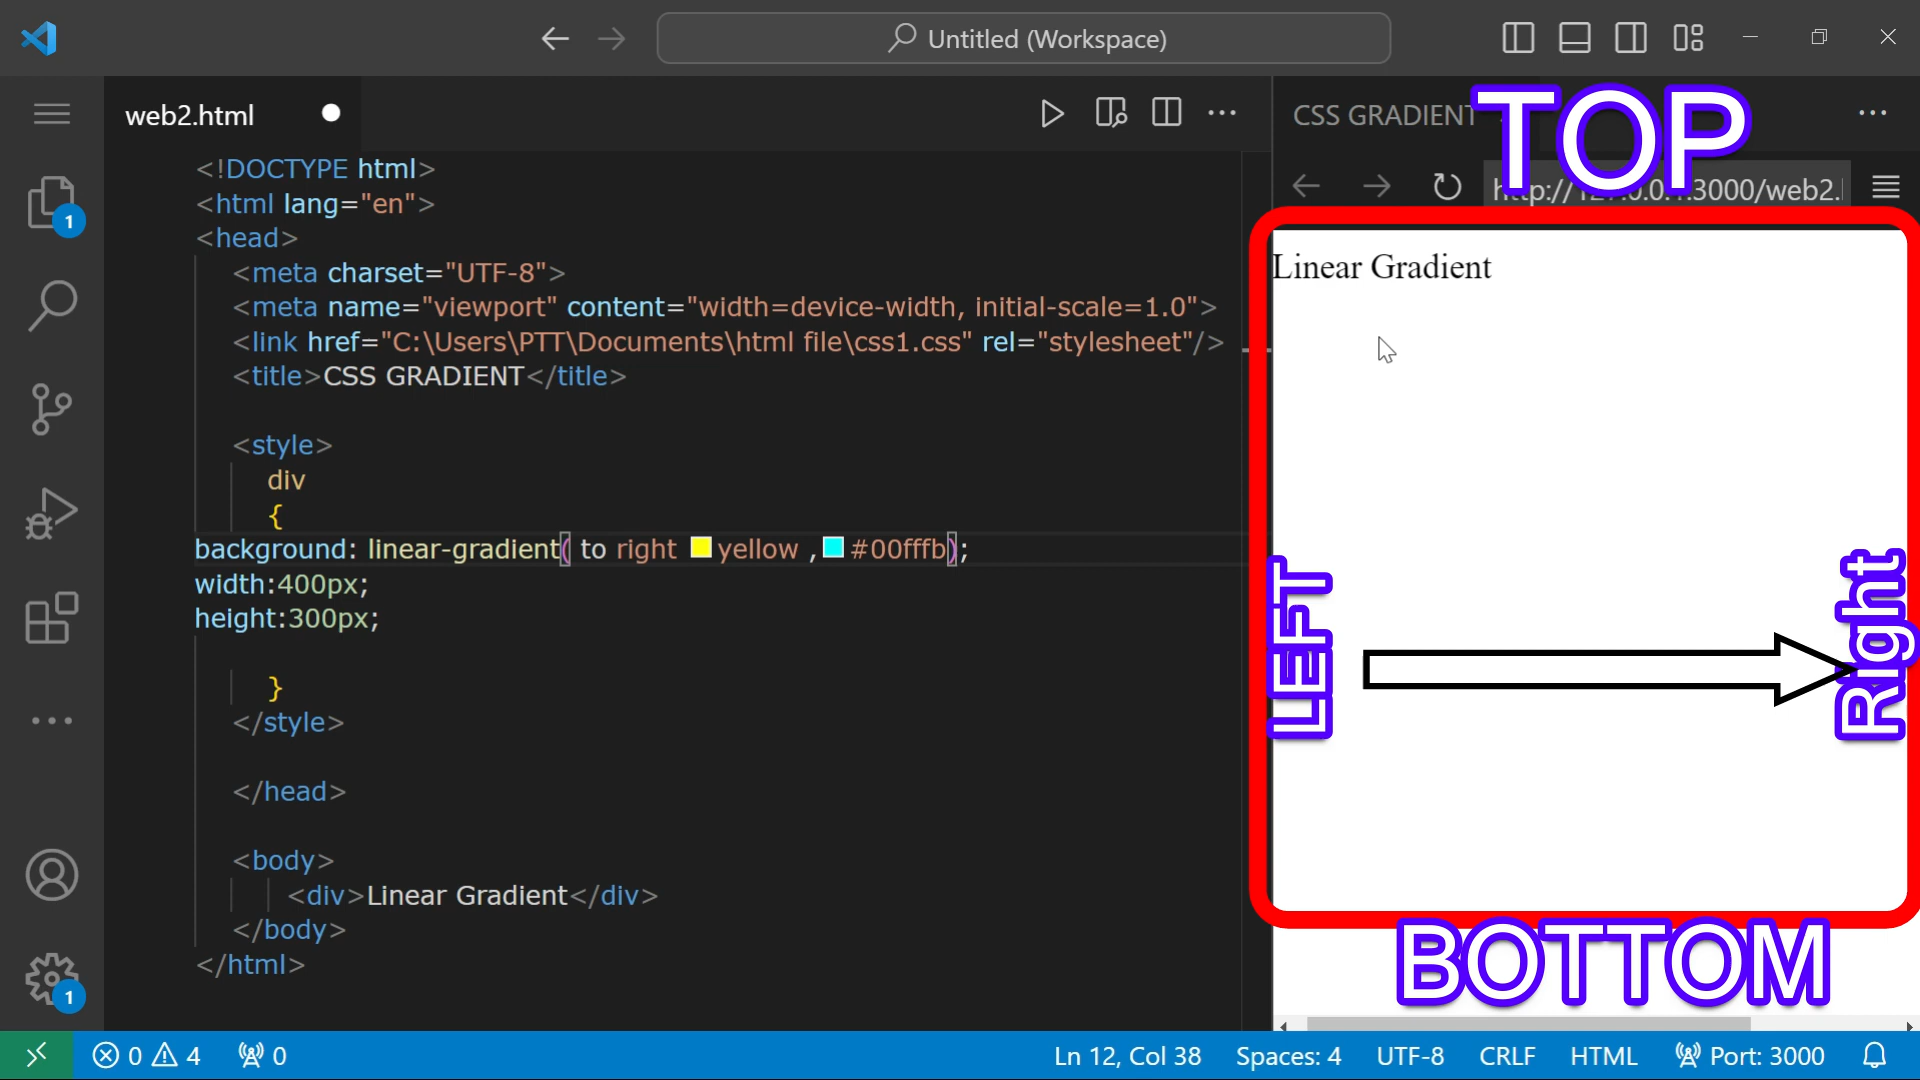 Untitled (Workspace)
web2.html
CSS GRADIENT
TOP
<!DOCTYPE html>
<html lang="en">
<head>
<meta charset="UTF-8">
<meta name="viewport" content="width=device-width, initial-scale=1.0">
<link href="C:\Users\PTT\Documents\html file\css1.css" rel="stylesheet"/>
<title>CSS GRADIENT</title>
<style>
div
{
background: linear-gradient( to right yellow ,#00fffb);
width:400px;
height:300px;
}
</style>
</head>
<body>
<div>Linear Gradient</div>
</body>
</html>
Linear Gradient
LEFT
Right
BOTTOM
1
1
0 4 0
Ln 12, Col 38 Spaces: 4 UTF-8 CRLF HTML Port: 3000